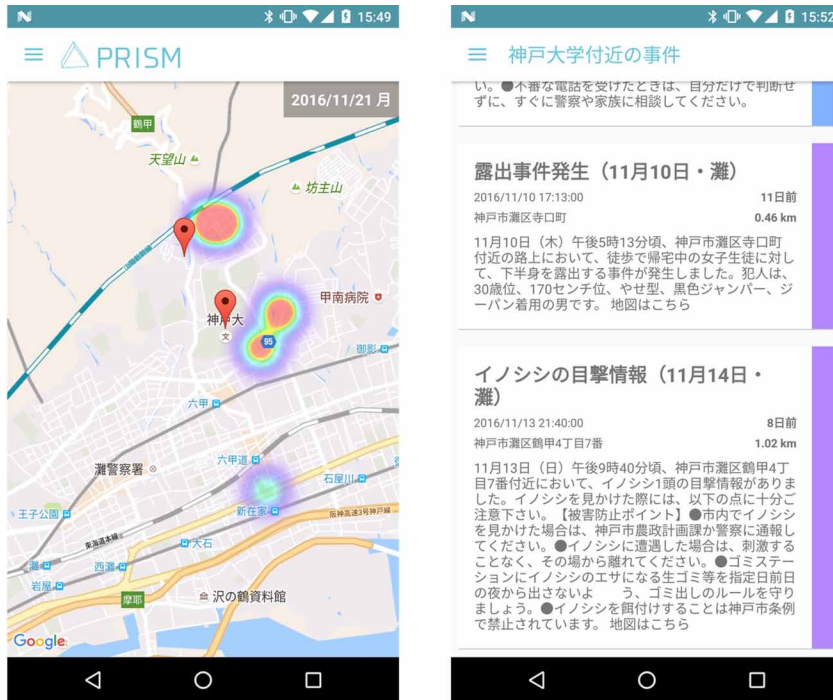 15:49
PRISM
2016/11/21 月
鶴甲
天望山
坊主山
甲南病院
神戸大
文
95
御影
六甲
灘警察署
六甲道
石屋川
王子公園
新在家
阪神高速3号神戸線
東海道本線
大石
灘
西灘
岩屋
摩耶
沢の鶴資料館
Google
15:52
神戸大学付近の事件
い。●不審な電話を受けたときは、自分だけで判断せ
ずに、すぐに警察や家族に相談してください。
露出事件発生（11月10日・灘）
2016/11/10 17:13:00 11日前
神戸市灘区寺口町 0.46 km
11月10日（木）午後5時13分頃、神戸市灘区寺口町
付近の路上において、徒歩で帰宅中の女子生徒に対し
て、下半身を露出する事件が発生しました。犯人は、
30歳位、170センチ位、やせ型、黒色ジャンパー、ジ
ーパン着用の男です。 地図はこちら
イノシシの目撃情報（11月14日・
灘）
2016/11/13 21:40:00 8日前
神戸市灘区鶴甲4丁目7番 1.02 km
11月13日（日）午後9時40分頃、神戸市灘区鶴甲4丁
目7番付近において、イノシシ1頭の目撃情報がありま
した。イノシシを見かけた際には、以下の点に十分ご
注意下さい。【被害防止ポイント】●市内でイノシシ
を見かけた場合は、神戸市農政計画課か警察に通報し
てください。●イノシシに遭遇した場合は、刺激する
ことなく、その場から離れてください。●ゴミステー
ションにイノシシのエサになる生ゴミ等を指定日前日
の夜から出さないよ　　う、ゴミ出しのルールを守り
ましょう。●イノシシを餌付けすることは神戸市条例
で禁止されています。 地図はこちら